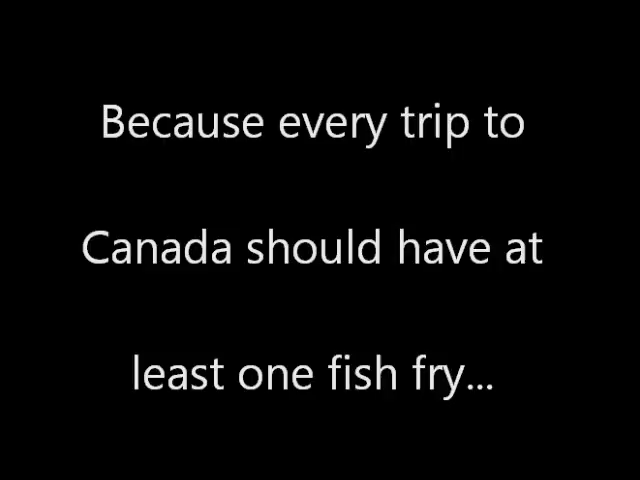 Because every trip to
Canada should have at
least one fish fry...